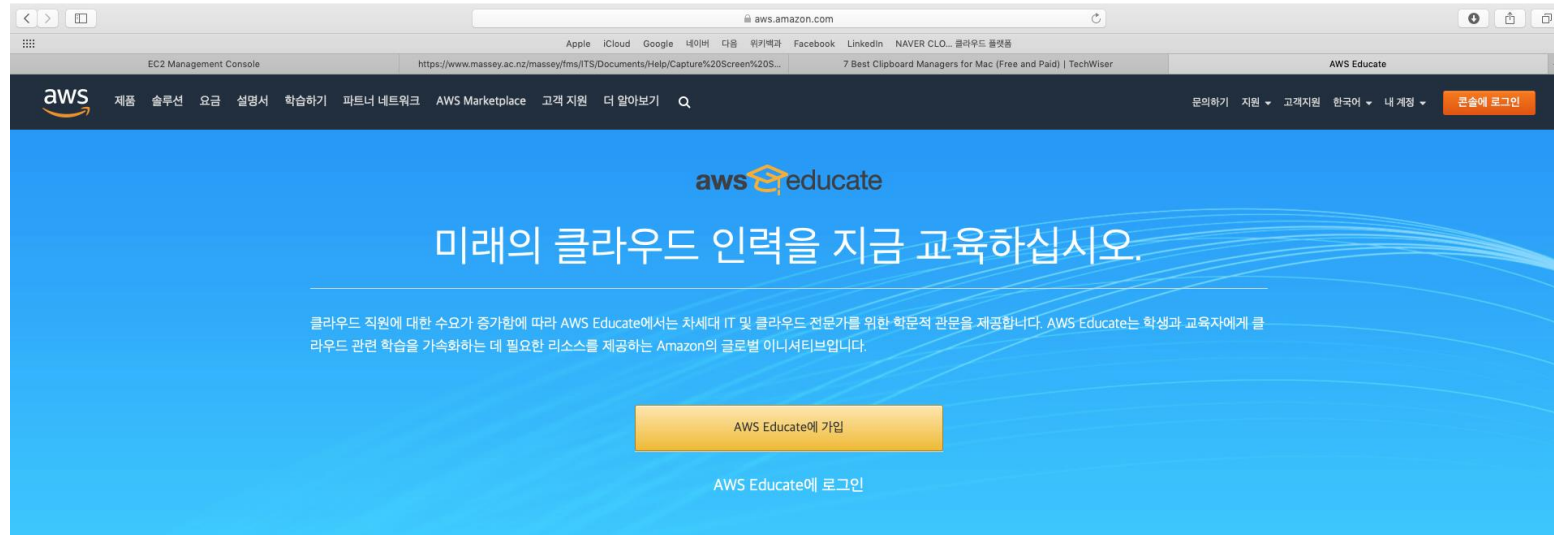 aws.amazon.com
Apple iCloud Google 네이버 다음 위키백과 Facebook LinkedIn NAVER CLO... 클라우드 플랫폼
EC2 Management Console https://www.massey.ac.nz/massey/fms/ITS/Documents/Help/Capture%20Screen%20S... 7 Best Clipboard Managers for Mac (Free and Paid) | TechWiser AWS Educate
aws 제품 솔루션 요금 설명서 학습하기 파트너 네트워크 AWS Marketplace 고객 지원 더 알아보기 문의하기 지원 고객지원 한국어 내 계정 콘솔에 로그인
aws educate
미래의 클라우드 인력을 지금 교육하십시오.
클라우드 직원에 대한 수요가 증가함에 따라 AWS Educate에서는 차세대 IT 및 클라우드 전문가를 위한 학문적 관문을 제공합니다. AWS Educate는 학생과 교육자에게 클
라우드 관련 학습을 가속화하는 데 필요한 리소스를 제공하는 Amazon의 글로벌 이니셔티브입니다.
AWS Educate에 가입
AWS Educate에 로그인